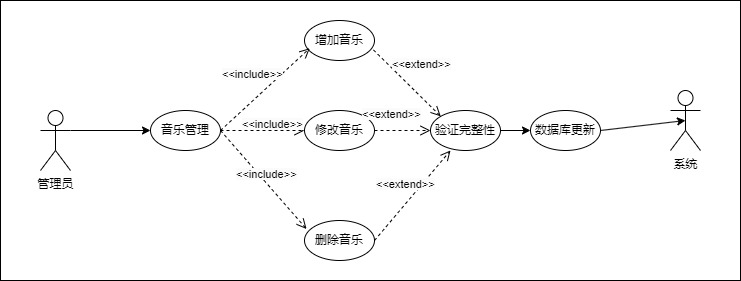 增加音乐
<<include>>
<<extend>>
管理员
音乐管理
<<include>>
修改音乐
<<extend>>
验证完整性
数据库更新
系统
<<include>>
<<extend>>
删除音乐